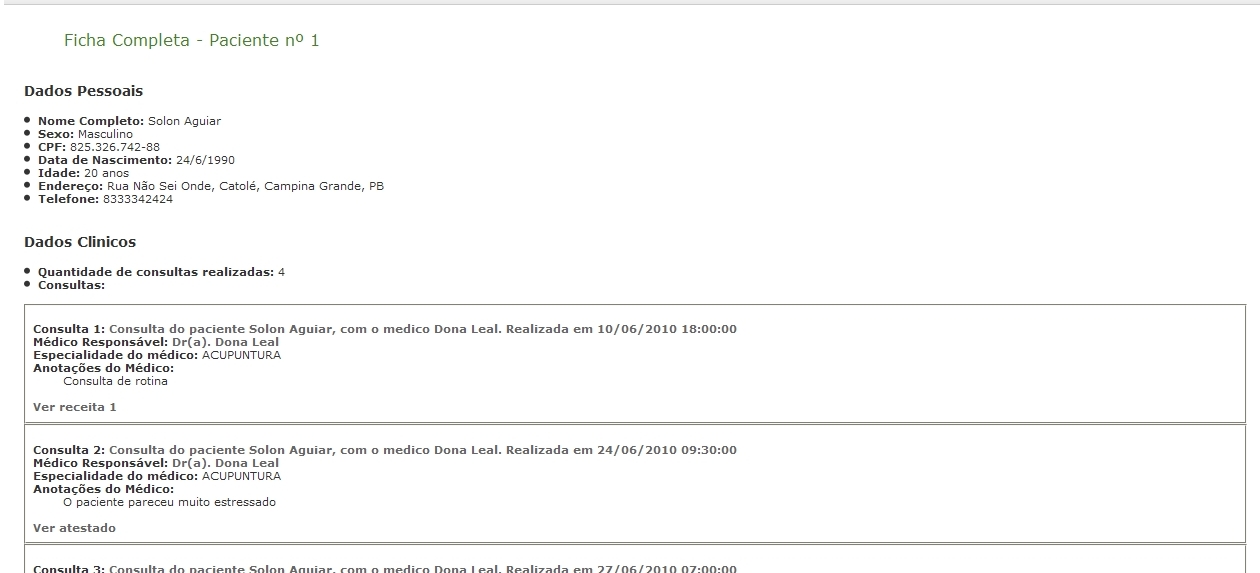 Ficha Completa - Paciente nº 1
Dados Pessoais
Nome Completo: Solon Aguiar
Sexo: Masculino
CPF: 825.326.742-88
Data de Nascimento: 24/6/1990
Idade: 20 anos
Endereço: Rua Não Sei Onde, Catolé, Campina Grande, PB
Telefone: 8333342424
Dados Clinicos
Quantidade de consultas realizadas: 4
Consultas:
Consulta 1: Consulta do paciente Solon Aguiar, com o medico Dona Leal. Realizada em 10/06/2010 18:00:00
Médico Responsável: Dr(a). Dona Leal
Especialidade do médico: ACUPUNTURA
Anotações do Médico:
Consulta de rotina
Ver receita 1
Consulta 2: Consulta do paciente Solon Aguiar, com o medico Dona Leal. Realizada em 24/06/2010 09:30:00
Médico Responsável: Dr(a). Dona Leal
Especialidade do médico: ACUPUNTURA
Anotações do Médico:
O paciente pareceu muito estressado
Ver atestado
Consulta 3: Consulta do paciente Solon Aguiar, com o medico Dona Leal. Realizada em 27/06/2010 07:00:00